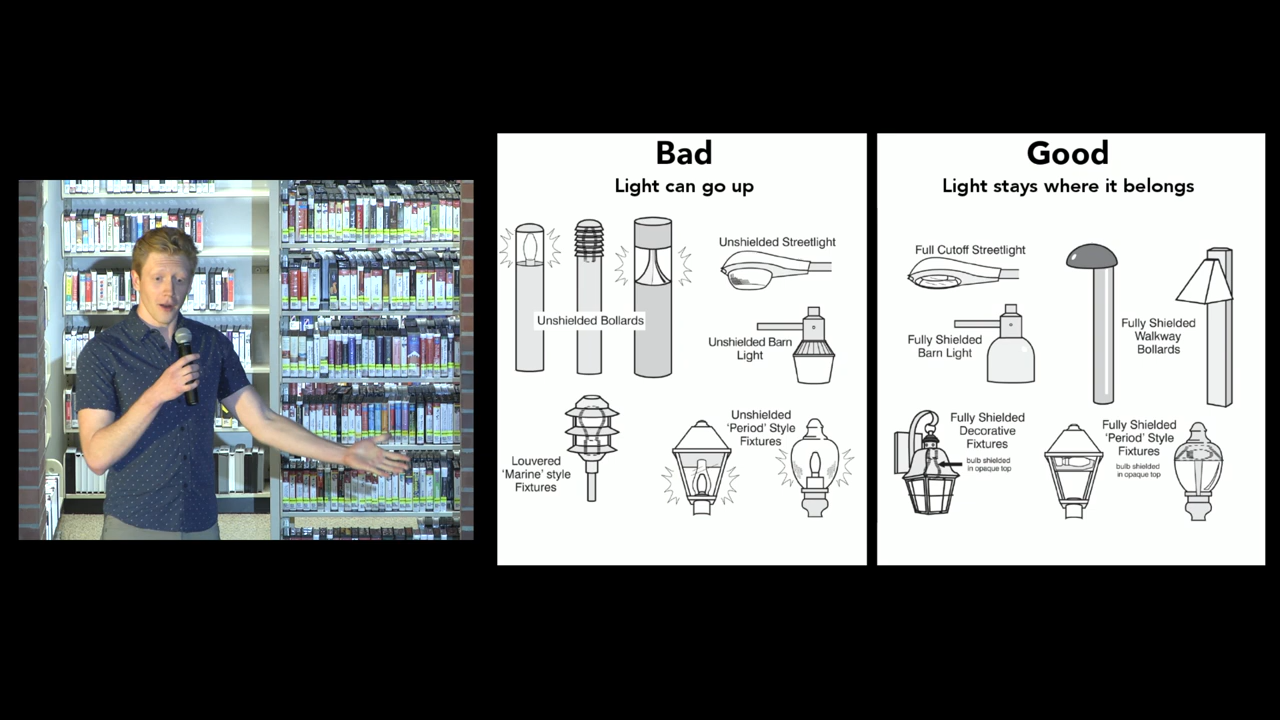 Bad
Light can go up
Unshielded Streetlight
Unshielded Bollards
Unshielded Barn
Light
Louvered
'Marine' style
Fixtures
Unshielded
'Period' Style
Fixtures
Good
Light stays where it belongs
Full Cutoff Streetlight
Fully Shielded
Barn Light
Fully Shielded
Walkway
Bollards
Fully Shielded
Decorative
Fixtures
bulb shielded
in opaque top
Fully Shielded
'Period' Style
Fixtures
bulb shielded
in opaque top